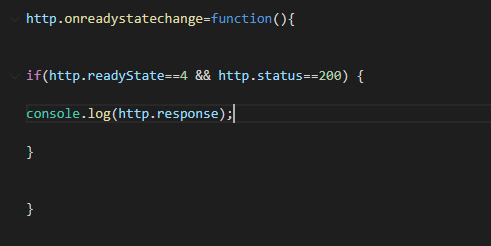 http.onreadystatechange=function(){
if(http.readyState==4 && http.status==200) {
console.log(http.response);
}
}